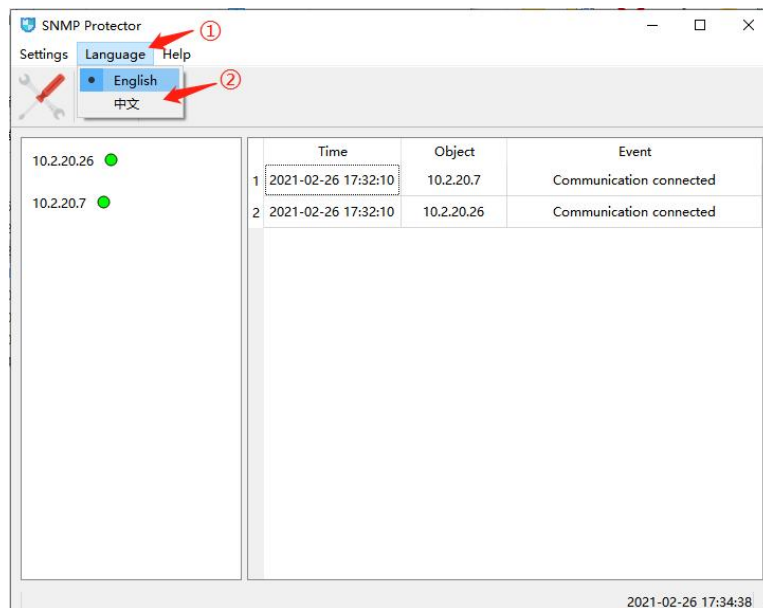 SNMP Protector
①
Settings Language Help
English
②
中文
10.2.20.26
10.2.20.7
Time Object Event
1 2021-02-26 17:32:10 10.2.20.7 Communication connected
2 2021-02-26 17:32:10 10.2.20.26 Communication connected
2021-02-26 17:34:38